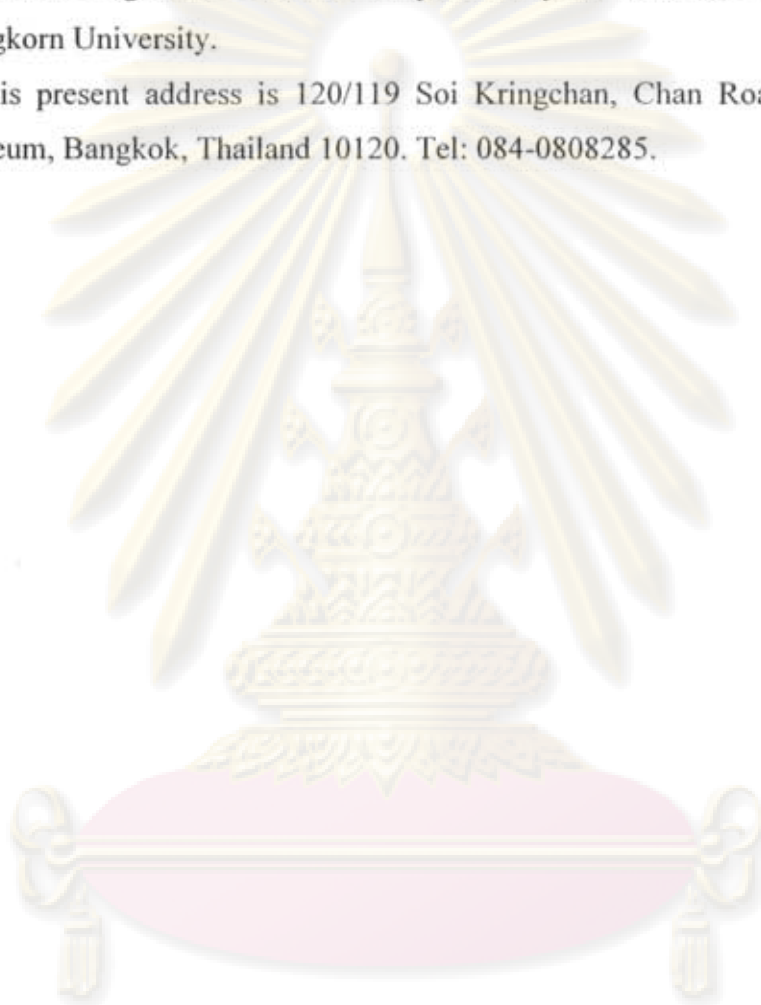 gkorn University.
is present address is 120/119 Soi Kringchan, Chan Roa
eum, Bangkok, Thailand 10120. Tel: 084-0808285.